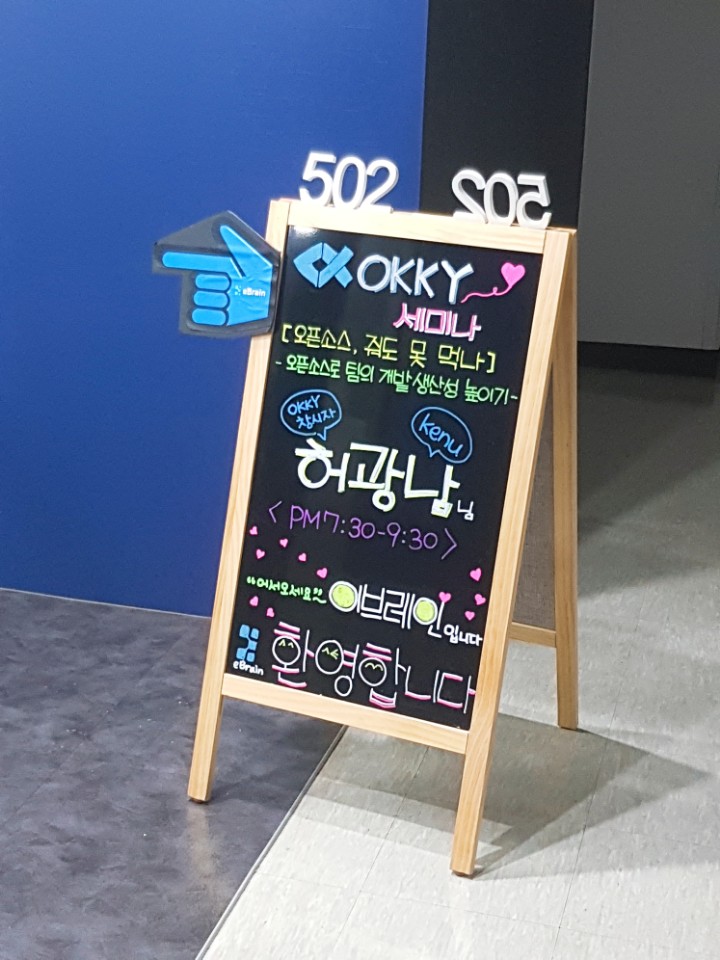 502
502
eBrain
OKKY
세미나
[오픈소스, 줘도 못 먹나]
- 오픈소스로 팀의 개발 생산성 높이기 -
OKKY
창시자
kenu
허광남님
< PM 7:30-9:30 >
"어서오세요" 이브레인입니다
eBrain
환영합니다